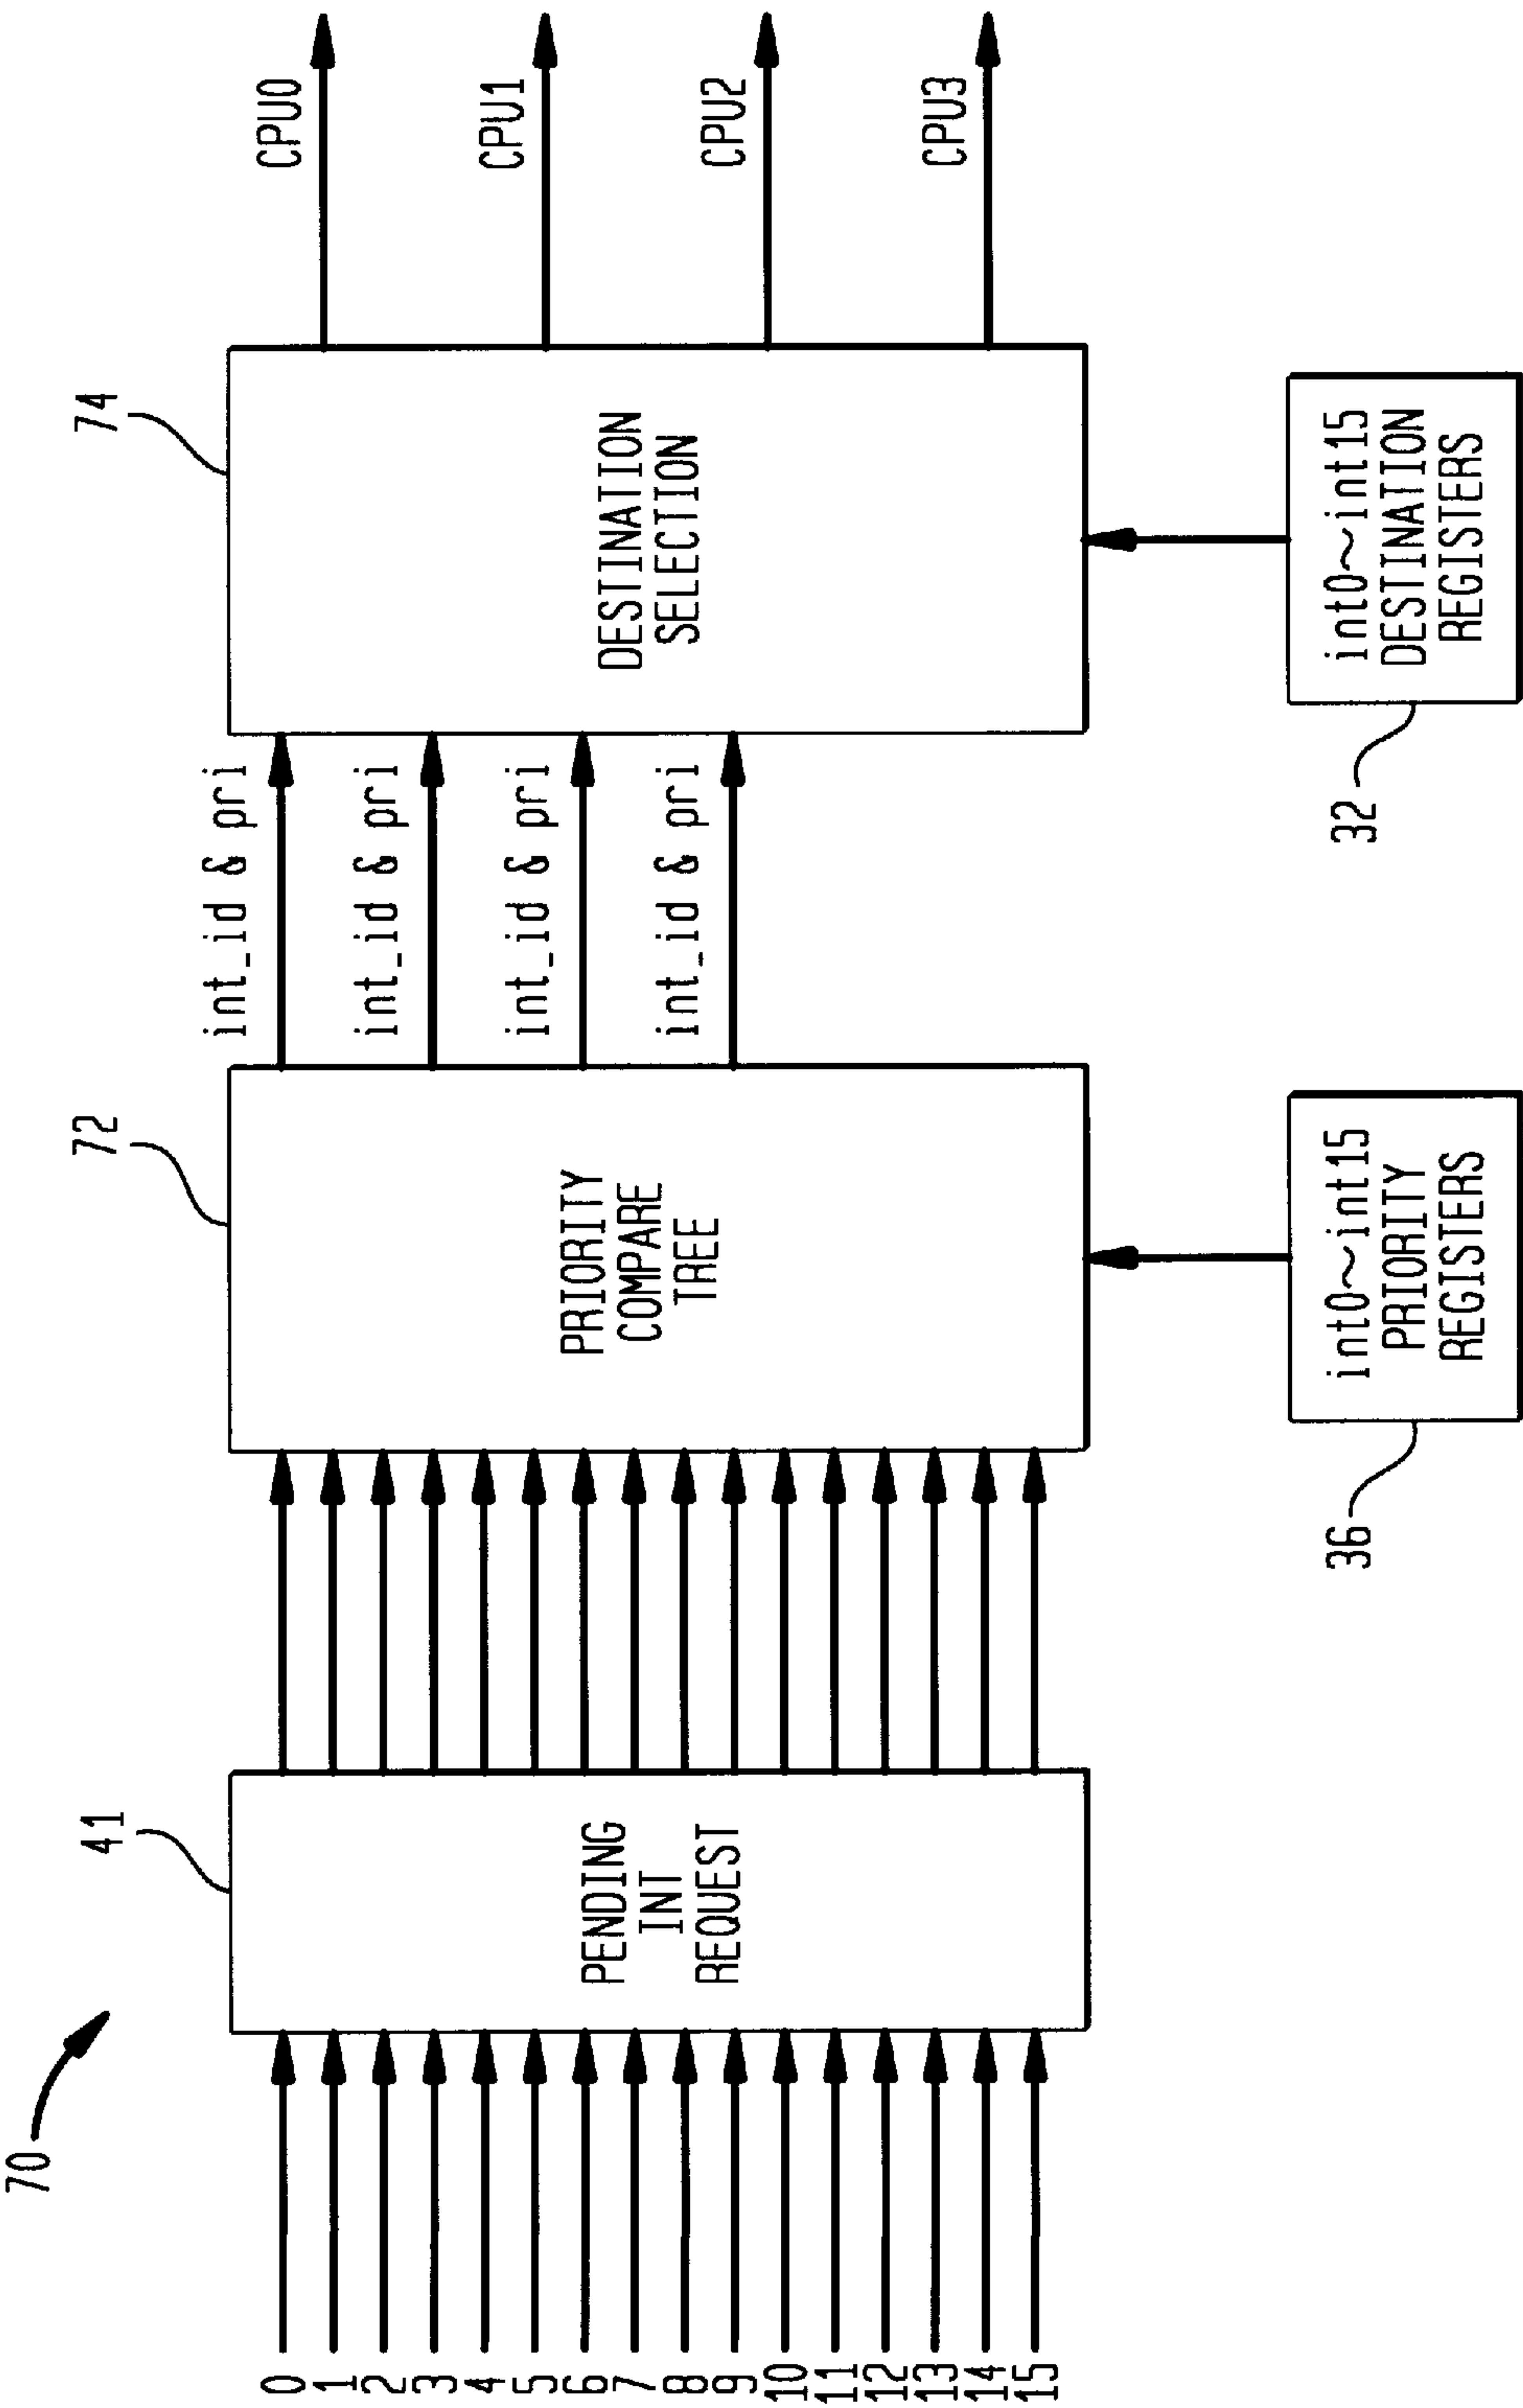 70
0
1
2
3
4
5
6
7
8
9
10
11
12
13
14
15
41
PENDING
INT
REQUEST
72
PRIORITY
COMPARE
TREE
36
int0~int15
PRIORITY
REGISTERS
int_id & pri
int_id & pri
int_id & pri
int_id & pri
74
DESTINATION
SELECTION
32
int0~int15
DESTINATION
REGISTERS
CPU0
CPU1
CPU2
CPU3